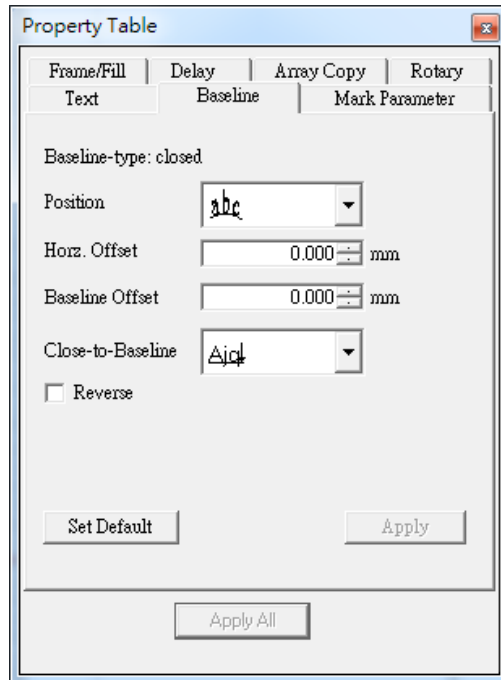 Property Table
Frame/Fill Delay Array Copy Rotary
Text Baseline Mark Parameter
Baseline-type: closed
Position abc
Horz. Offset 0.000 mm
Baseline Offset 0.000 mm
Close-to-Baseline Ajq
Reverse
Set Default Apply
Apply All